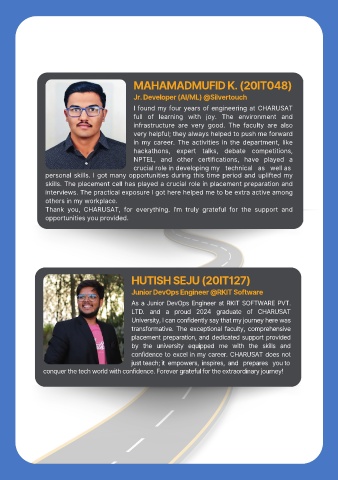 MAHAMADMUFID K. (20IT048)
Jr. Developer (AI/ML) @Silvertouch
I found my four years of engineering at CHARUSAT
full of learning with joy. The environment and
infrastructure are very good. The faculty are also
very helpful; they always helped to push me forward
in my career. The activities in the department, like
hackathons, expert talks, debate competitions,
NPTEL, and other certifications, have played a
crucial role in developing my technical as well as
personal skills. I got many opportunities during this time period and uplifted my
skills. The placement cell has played a crucial role in placement preparation and
interviews. The practical exposure I got here helped me to be extra active among
others in my workplace.
Thank you, CHARUSAT, for everything. I'm truly grateful for the support and
opportunities you provided.
HUTISH SEJU (20IT127)
Junior DevOps Engineer @RKIT Software
As a Junior DevOps Engineer at RKIT SOFTWARE PVT.
LTD. and a proud 2024 graduate of CHARUSAT
University, I can confidently say that my journey here was
transformative. The exceptional faculty, comprehensive
placement preparation, and dedicated support provided
by the university equipped me with the skills and
confidence to excel in my career. CHARUSAT does not
just teach; it empowers, inspires, and prepares you to
conquer the tech world with confidence. Forever grateful for the extraordinary journey!